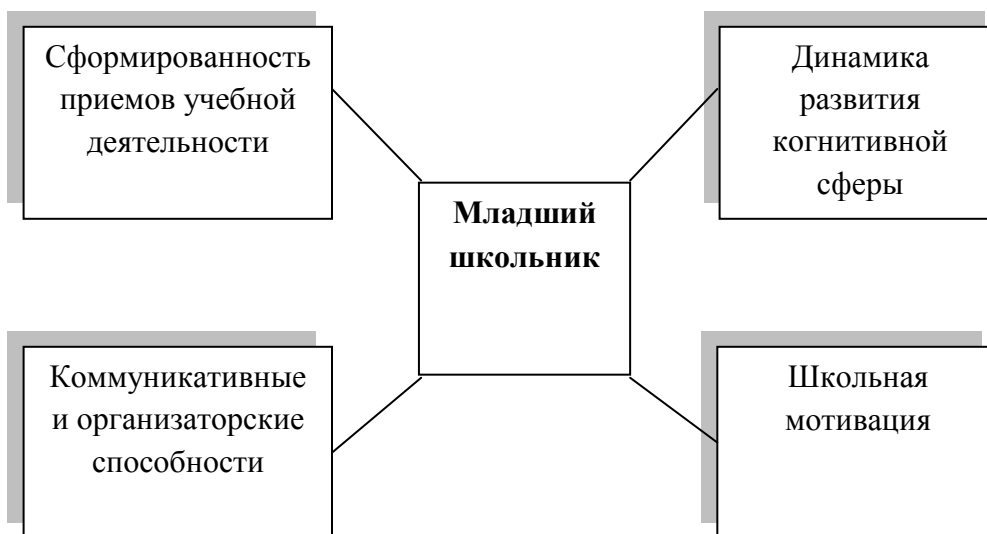 Сформированность
приемов учебной
деятельности
Динамика
развития
когнитивной
сферы
Младший
школьник
Коммуникативные
и организаторские
способности
Школьная
мотивация